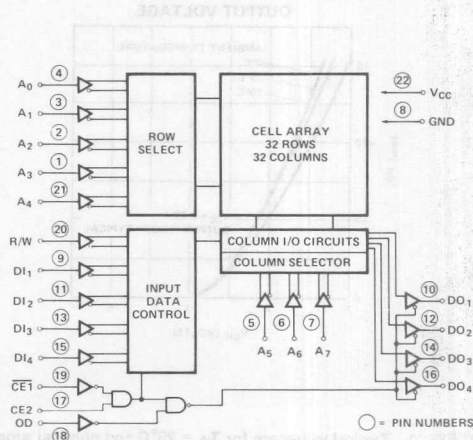 A0 4
A1 3
A2 2
A3 1
A4 21
ROW
SELECT
CELL ARRAY
32 ROWS
32 COLUMNS
22 VCC
8 GND
R/W 20
DI1 9
DI2 11
DI3 13
DI4 15
CE1 19
CE2 17
OD 18
INPUT
DATA
CONTROL
COLUMN I/O CIRCUITS
COLUMN SELECTOR
5 6 7
A5 A6 A7
10 DO1
12 DO2
14 DO3
16 DO4
= PIN NUMBERS